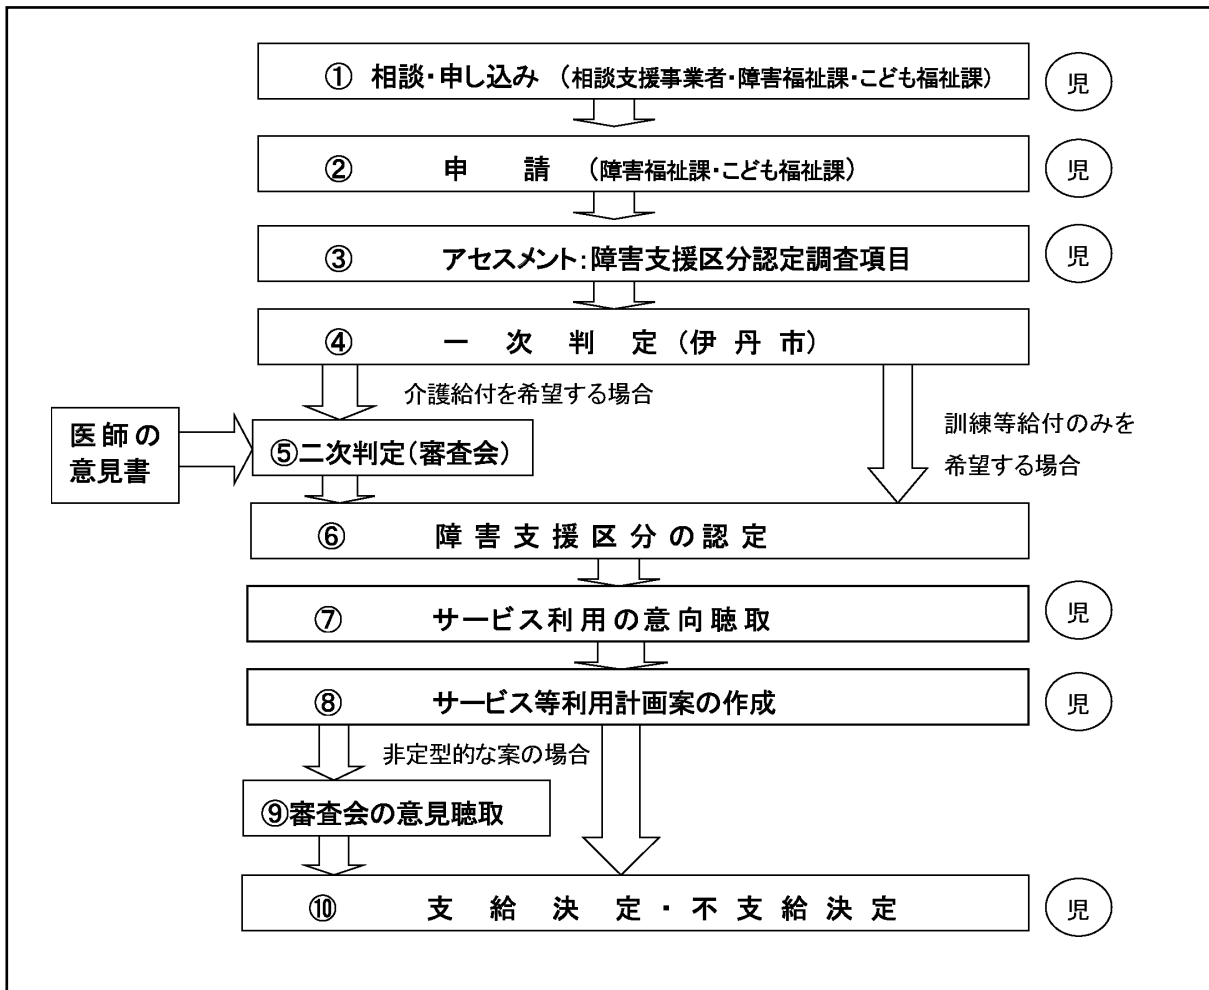 ① 相談・申し込み (相談支援事業者・障害福祉課・こども福祉課)
児
② 申請 (障害福祉課・こども福祉課)
児
③ アセスメント:障害支援区分認定調査項目
児
④ 一次判定(伊丹市)
介護給付を希望する場合
訓練等給付のみを
希望する場合
医師の
意見書
⑤二次判定(審査会)
⑥ 障害支援区分の認定
⑦ サービス利用の意向聴取
児
⑧ サービス等利用計画案の作成
児
非定型的な案の場合
⑨審査会の意見聴取
⑩ 支給決定・不支給決定
児